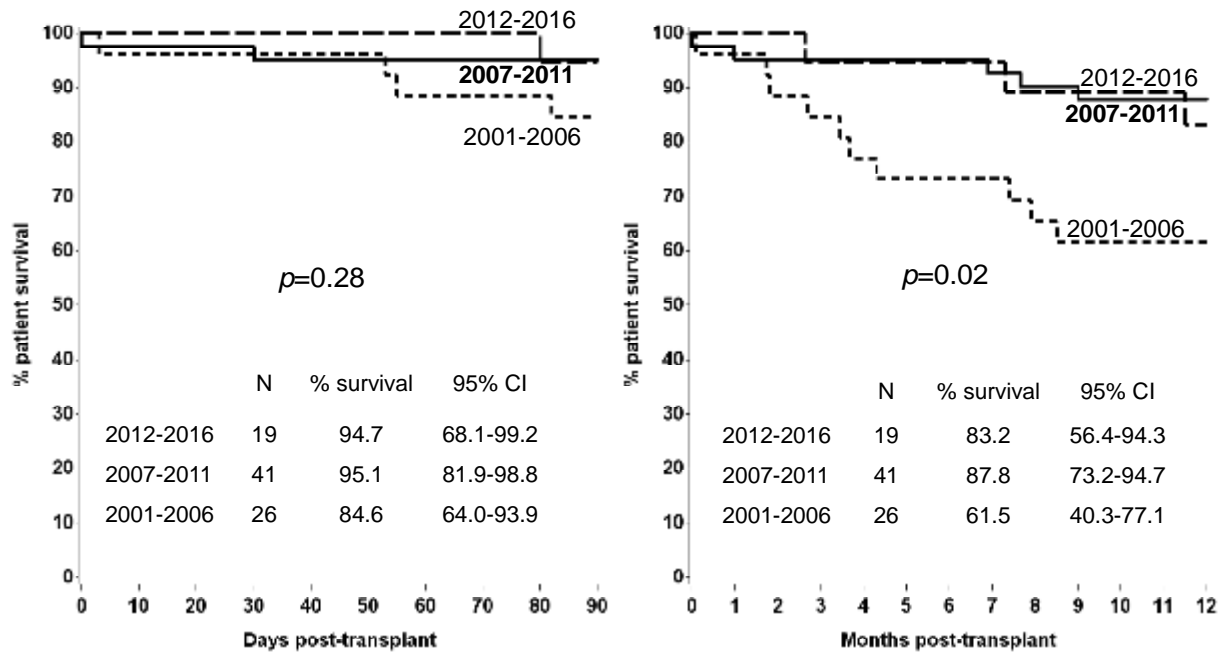 100
90
80
70
60
50
40
30
20
10
0
% patient survival
2012-2016
2007-2011
2001-2006
p=0.28
N % survival 95% CI
2012-2016 19 94.7 68.1-99.2
2007-2011 41 95.1 81.9-98.8
2001-2006 26 84.6 64.0-93.9
0 10 20 30 40 50 60 70 80 90
Days post-transplant
100
90
80
70
60
50
40
30
20
10
0
% patient survival
2012-2016
2007-2011
2001-2006
p=0.02
N % survival 95% CI
2012-2016 19 83.2 56.4-94.3
2007-2011 41 87.8 73.2-94.7
2001-2006 26 61.5 40.3-77.1
0 1 2 3 4 5 6 7 8 9 10 11 12
Months post-transplant